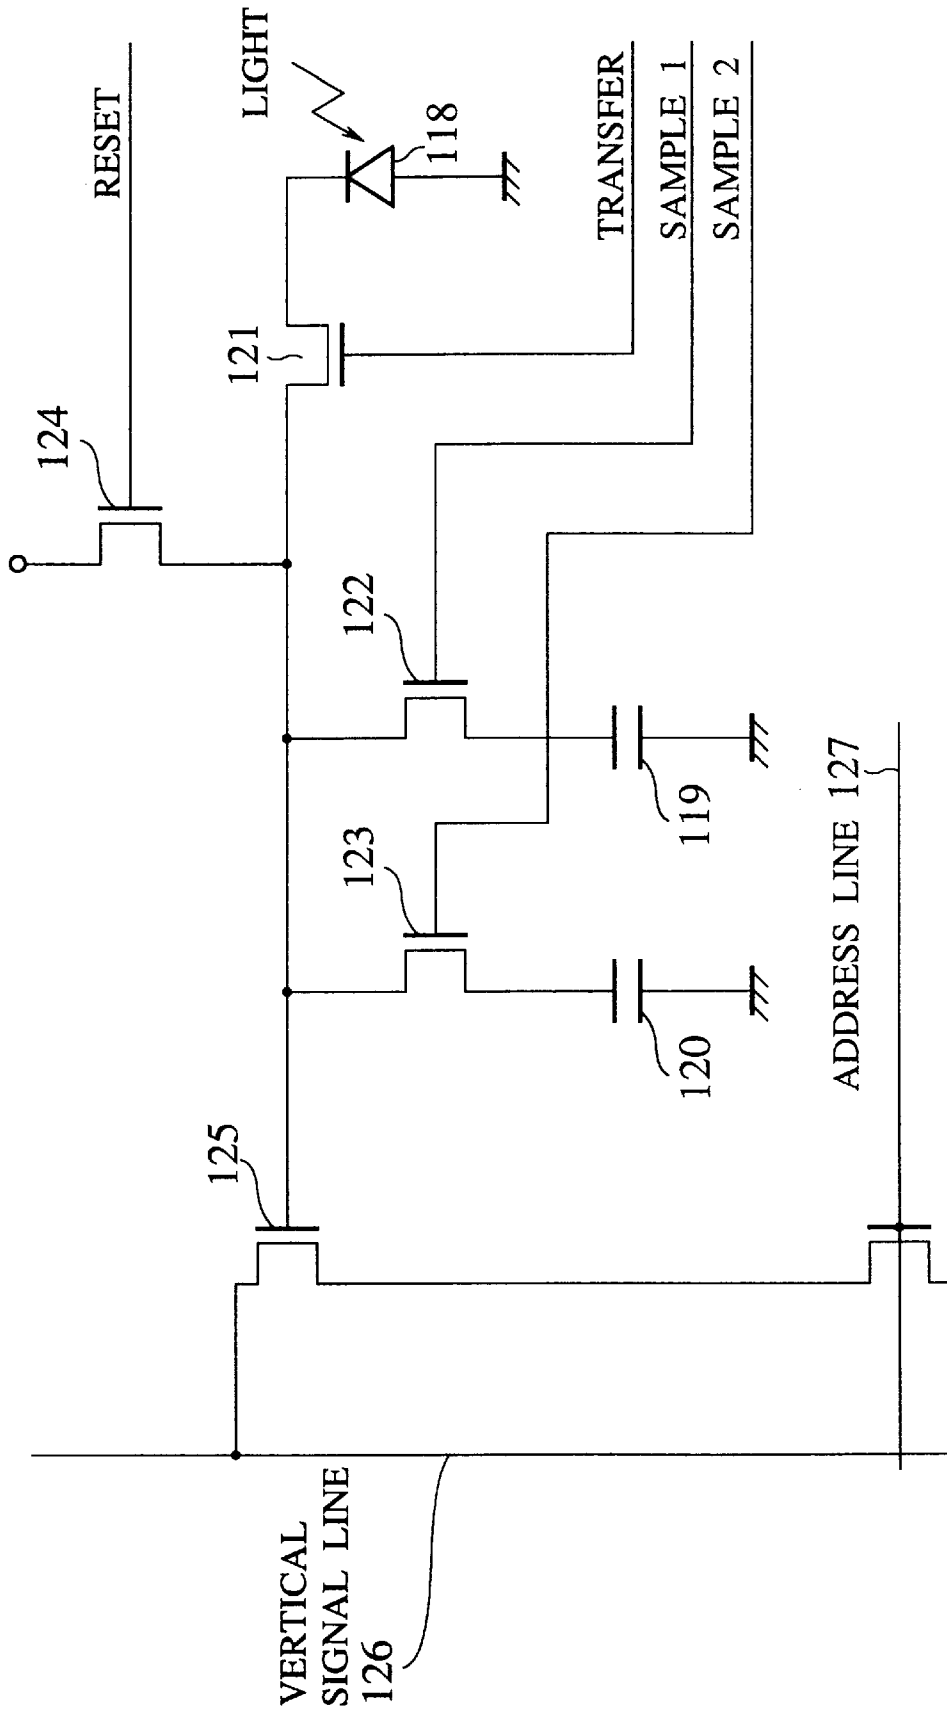 RESET
LIGHT
118
124
121
TRANSFER
SAMPLE 1
SAMPLE 2
122
119
123
120
125
ADDRESS LINE 127
VERTICAL
SIGNAL LINE
126